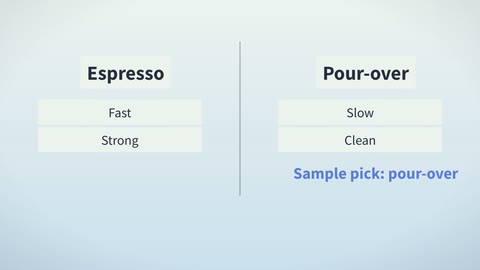 Espresso
Fast
Strong
Pour-over
Slow
Clean
Sample pick: pour-over